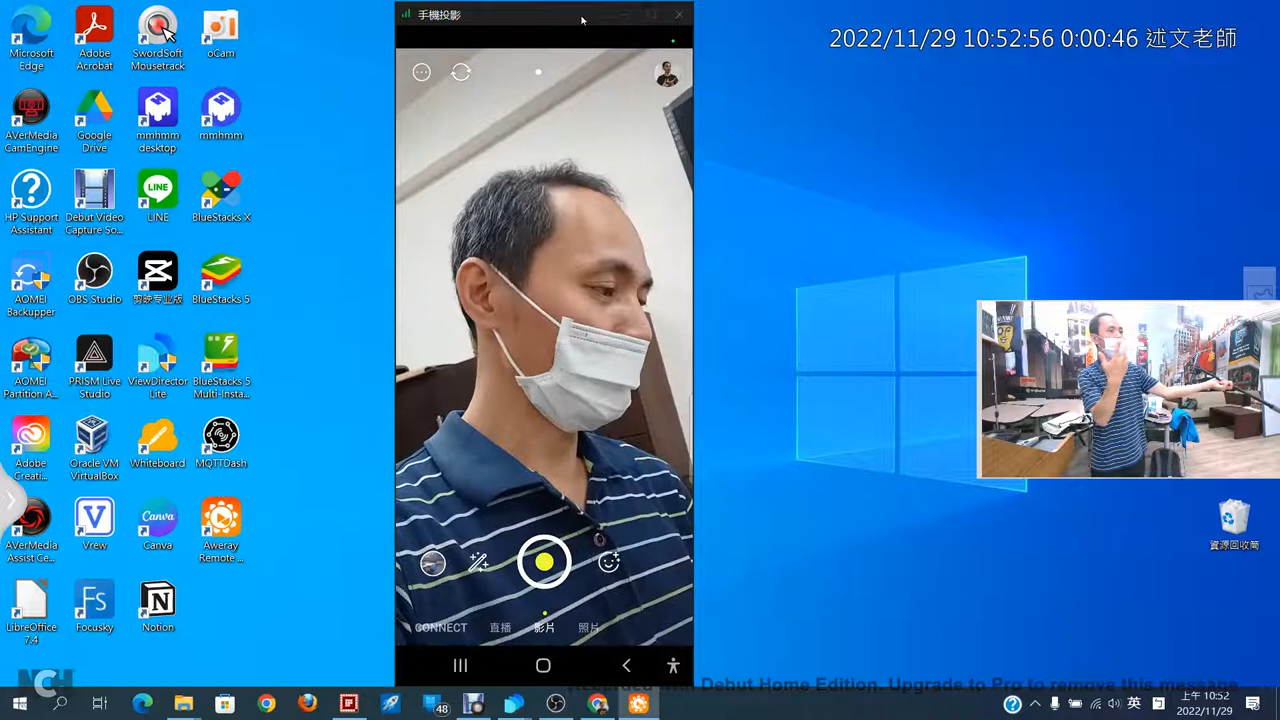 手機投影
2022/11/29 10:52:56 0:00:46 述文老師
Microsoft Edge
Adobe Acrobat
SwordSoft Mousetrack
oCam
AVerMedia CamEngine
Google Drive
mmhmm desktop
mmhmm
HP Support Assistant
Debut Video Capture So...
LINE
BlueStacks X
AOMEI Backupper
OBS Studio
剪映专业版
BlueStacks 5
AOMEI Partition A...
PRISM Live Studio
ViewDirector Lite
BlueStacks 5 Multi-Insta...
Adobe Creati...
Oracle VM VirtualBox
Whiteboard
MQTTDash
AVerMedia Assist Ce...
Vrew
Canva
Canva
Aweray Remote ...
LibreOffice 7.4
Fs
Focusky
Notion
資源回收筒
CONNECT 直播 影片 照片
NCH
Recorded with Debut Home Edition. Upgrade to Pro to remove this message
48
英
上午 10:52
2022/11/29